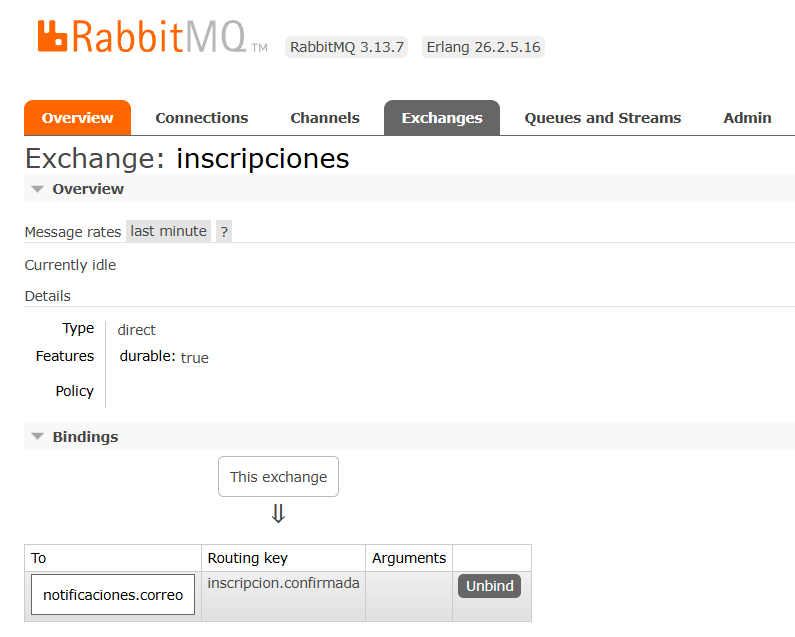 RabbitMQ TM RabbitMQ 3.13.7 Erlang 26.2.5.16
Overview Connections Channels Exchanges Queues and Streams Admin
Exchange: inscripciones
Overview
Message rates last minute ?
Currently idle
Details
Type direct
Features durable: true
Policy
Bindings
This exchange
⇓
To Routing key Arguments
notificaciones.correo inscripcion.confirmada Unbind